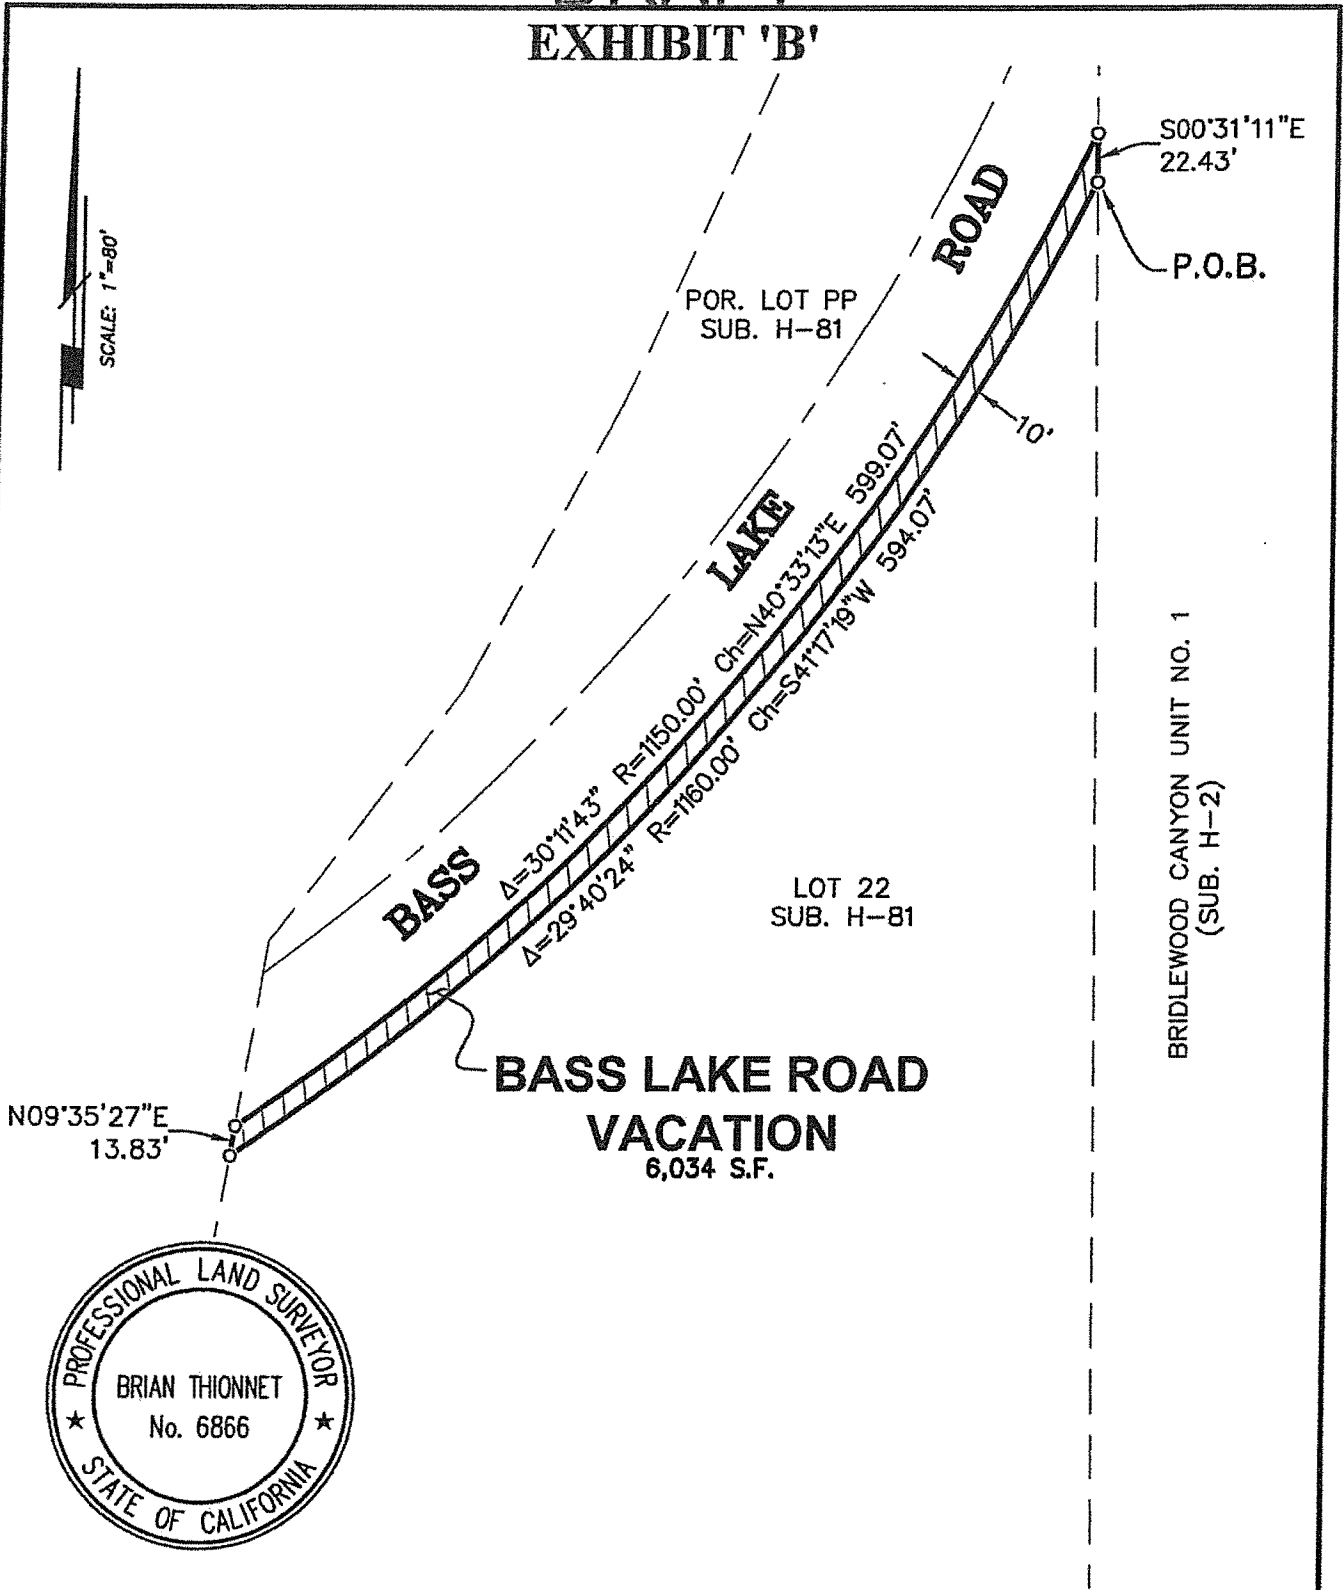 EXHIBIT 'B'
SCALE: 1"=80'
S00°31'11"E
22.43'
P.O.B.
ROAD
POR. LOT PP
SUB. H-81
10'
LAKE
Ch=N40°33'13"E 599.07'
Ch=S41°17'19"W 594.07'
Δ=30°11'43" R=1150.00'
Δ=29°40'24" R=1160.00'
BASS
LOT 22
SUB. H-81
BRIDLEWOOD CANYON UNIT NO. 1
(SUB. H-2)
BASS LAKE ROAD
VACATION
6,034 S.F.
N09°35'27"E
13.83'
PROFESSIONAL LAND SURVEYOR
BRIAN THIONNET
No. 6866
STATE OF CALIFORNIA